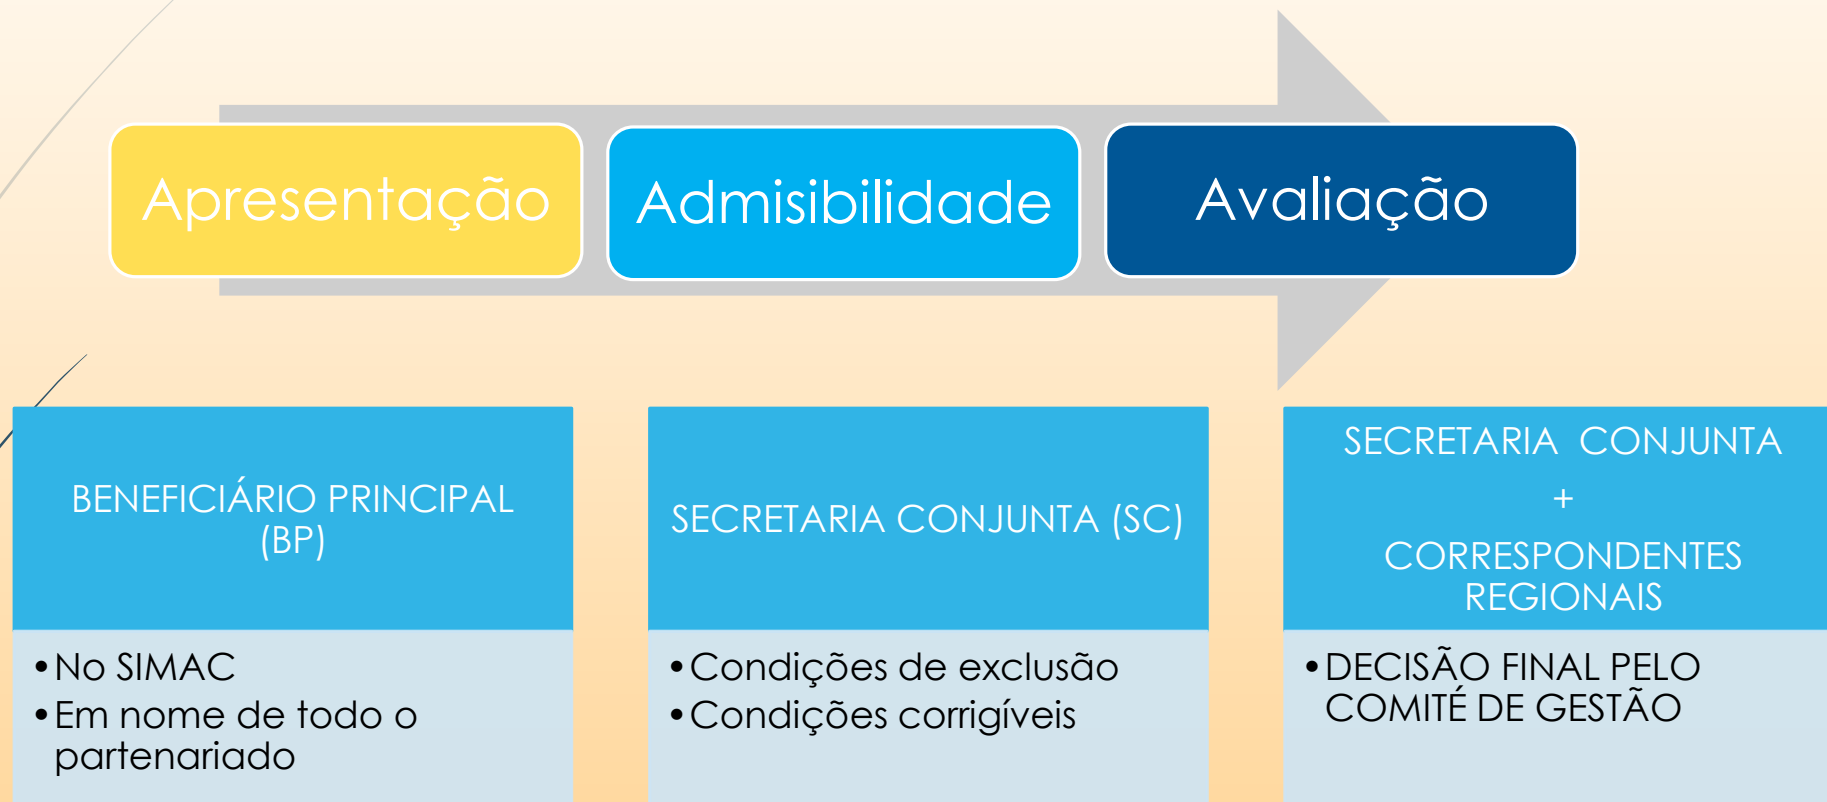 Apresentação
Admisibilidade
Avaliação
BENEFICIÁRIO PRINCIPAL
(BP)
•No SIMAC
•Em nome de todo o
partenariado
SECRETARIA CONJUNTA (SC)
•Condições de exclusão
•Condições corrigíveis
SECRETARIA CONJUNTA
+
CORRESPONDENTES
REGIONAIS
•DECISÃO FINAL PELO
COMITÉ DE GESTÃO